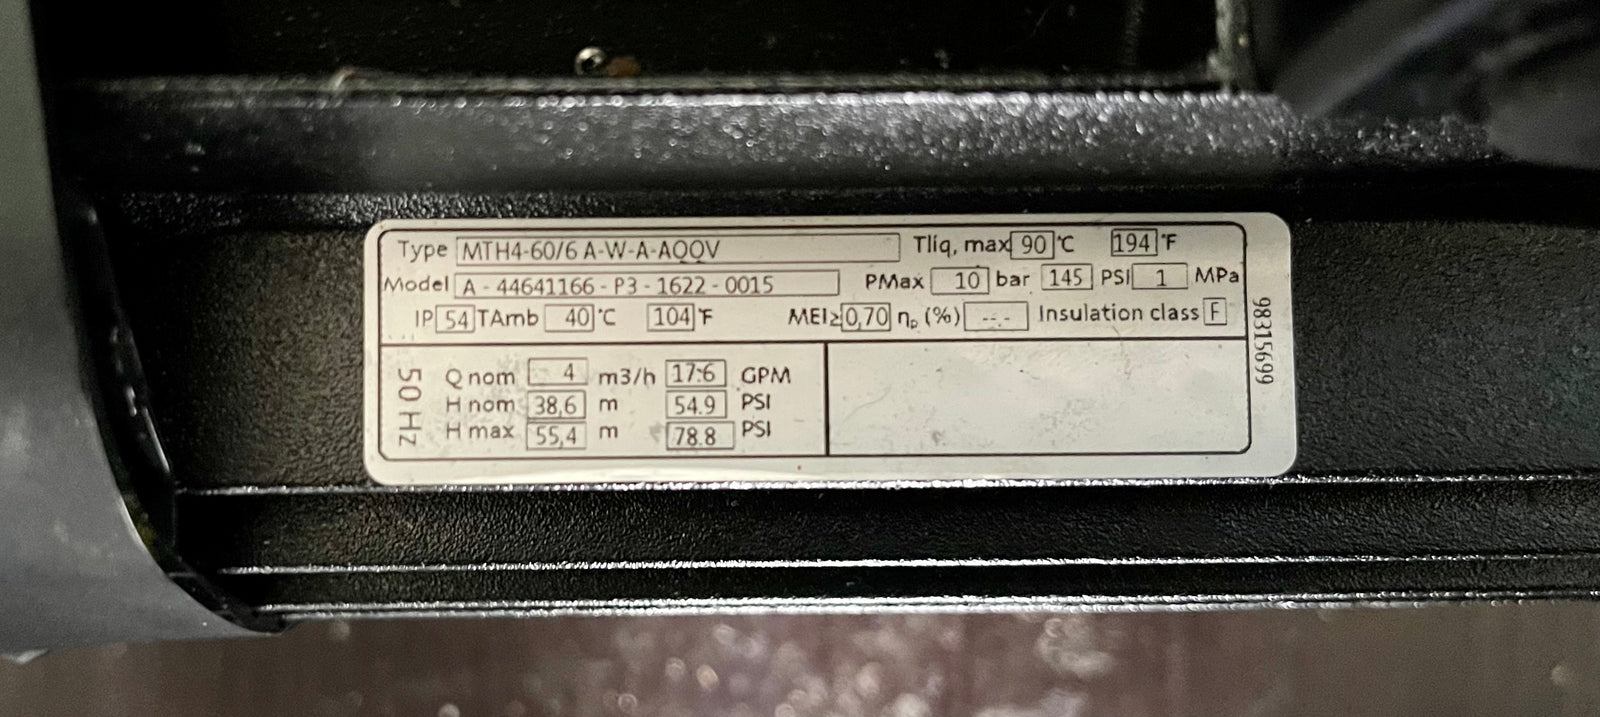 Type MTH4-60/6 A-W-A-AQQV Tliq, max 90 °C 194 °F
Model A - 44641166 - P3 - 1622 - 0015 PMax 10 bar 145 PSI 1 MPa
IP 54 TAmb 40 °C 104 °F MEI≥ 0,70 ηp (%) --.- Insulation class F
50 Hz
Q nom 4 m3/h 17.6 GPM
H nom 38,6 m 54.9 PSI
H max 55,4 m 78.8 PSI
98315699